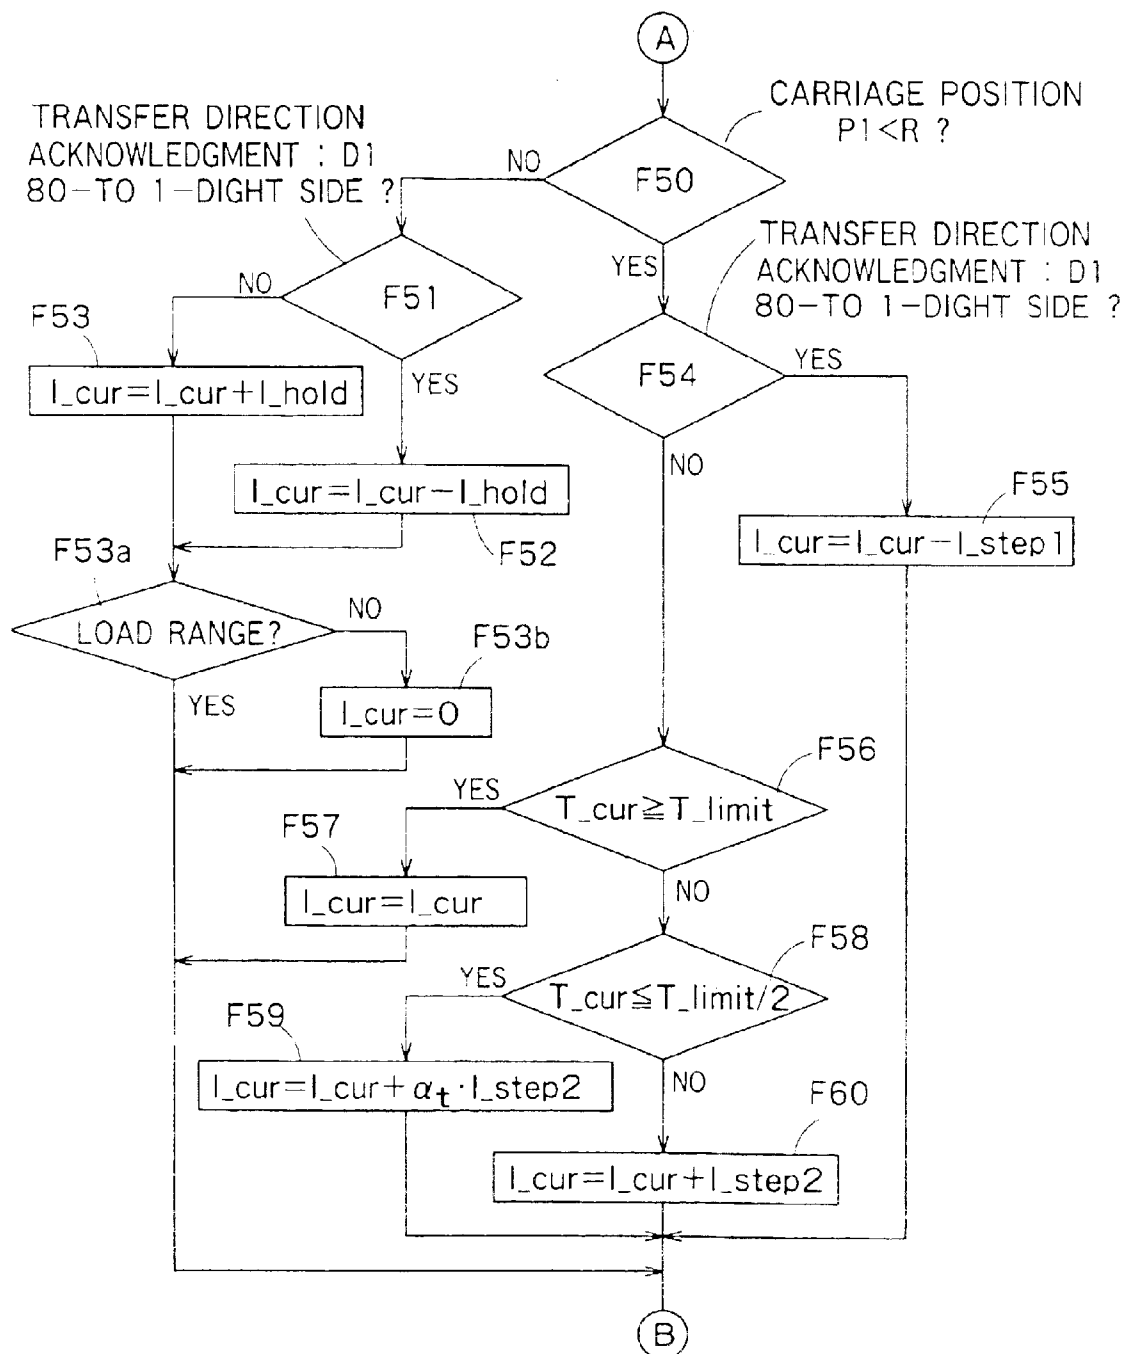 A
CARRIAGE POSITION
P1<R ?
TRANSFER DIRECTION
ACKNOWLEDGMENT : D1
80-TO 1-DIGHT SIDE ?
NO
F50
YES
TRANSFER DIRECTION
ACKNOWLEDGMENT : D1
80-TO 1-DIGHT SIDE ?
NO
F51
YES
F53
I_cur=I_cur+I_hold
F54
YES
NO
I_cur=I_cur-I_hold
F52
F55
I_cur=I_cur-I_step1
F53a
LOAD RANGE?
NO
YES
F53b
I_cur=0
F56
T_cur≧T_limit
YES
NO
F57
I_cur=I_cur
F58
T_cur≦T_limit/2
YES
NO
F59
I_cur=I_cur+αt·I_step2
F60
I_cur=I_cur+I_step2
B